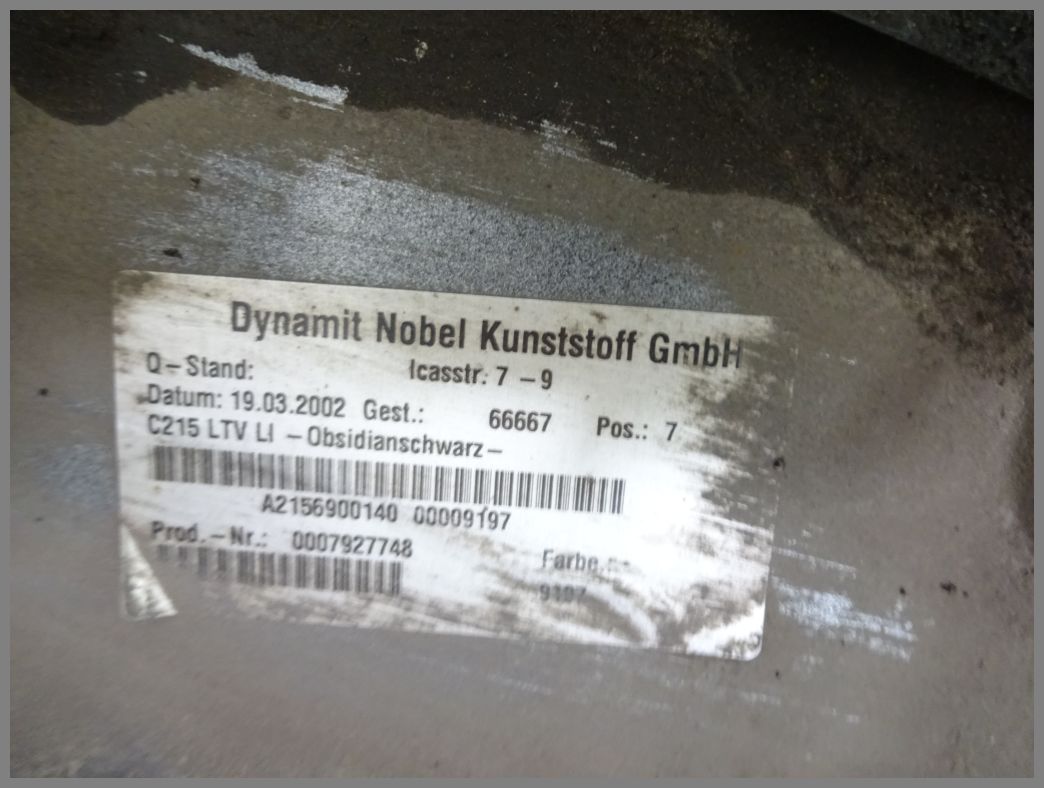 Dynamit Nobel Kunststoff GmbH
Q-Stand: Icasstr. 7 -9
Datum: 19.03.2002 Gest.: 66667 Pos.: 7
C215 LTV LI -Obsidianschwarz-
A2156900140 00009197
Prod.-Nr.: 0007927748 Farbe